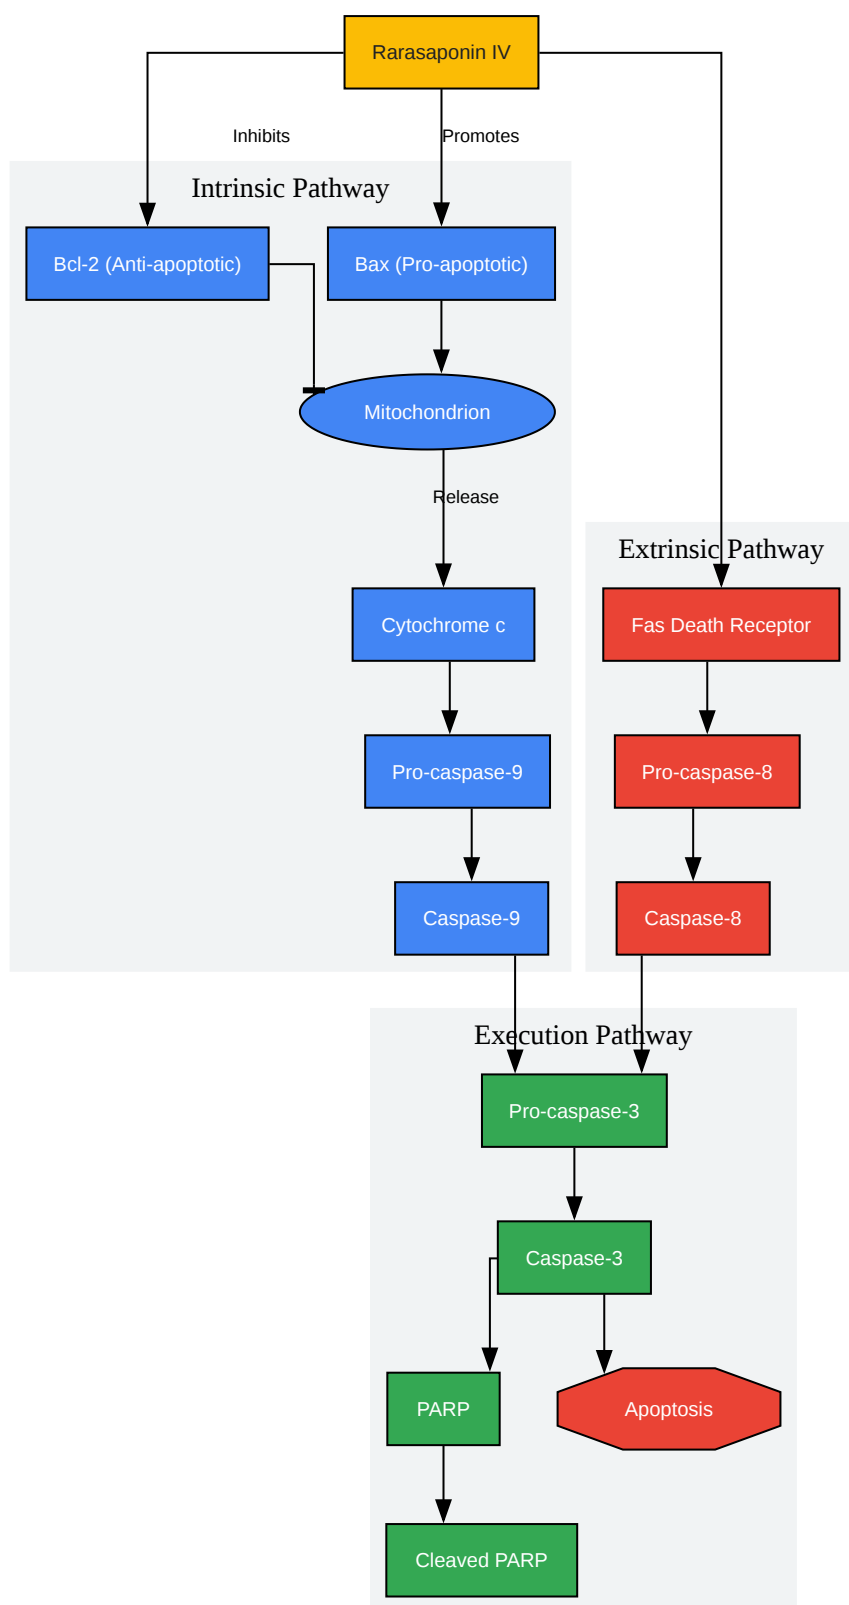 Rarasaponin IV
Inhibits
Promotes
Intrinsic Pathway
Bcl-2 (Anti-apoptotic)
Bax (Pro-apoptotic)
Mitochondrion
Release
Extrinsic Pathway
Cytochrome c
Fas Death Receptor
Pro-caspase-9
Pro-caspase-8
Caspase-9
Caspase-8
Execution Pathway
Pro-caspase-3
Caspase-3
PARP
Apoptosis
Cleaved PARP